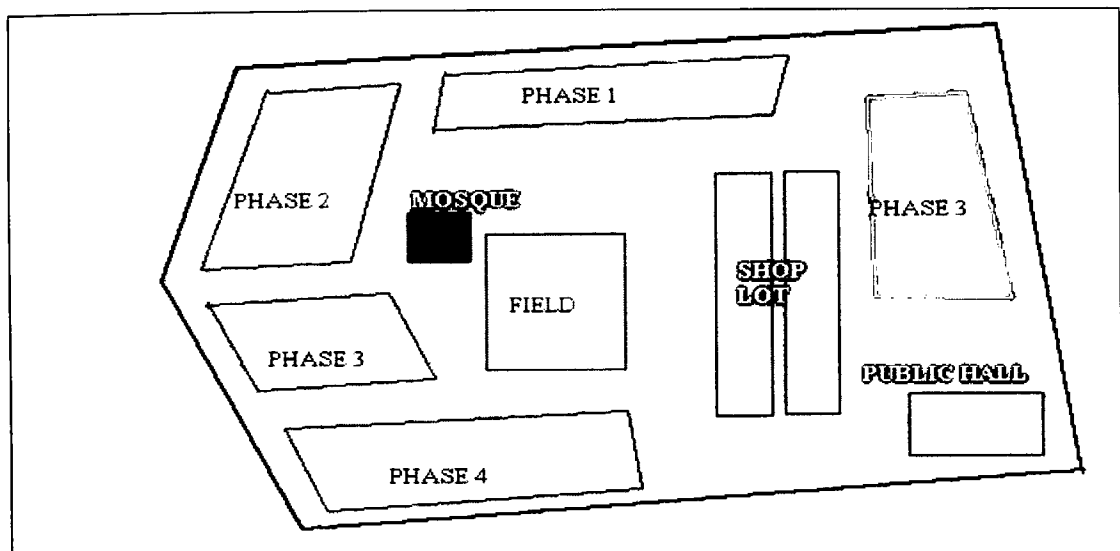 PHASE 1
PHASE 2
MOSQUE
PHASE 3
SHOP
LOT
FIELD
PHASE 3
PUBLIC HALL
PHASE 4